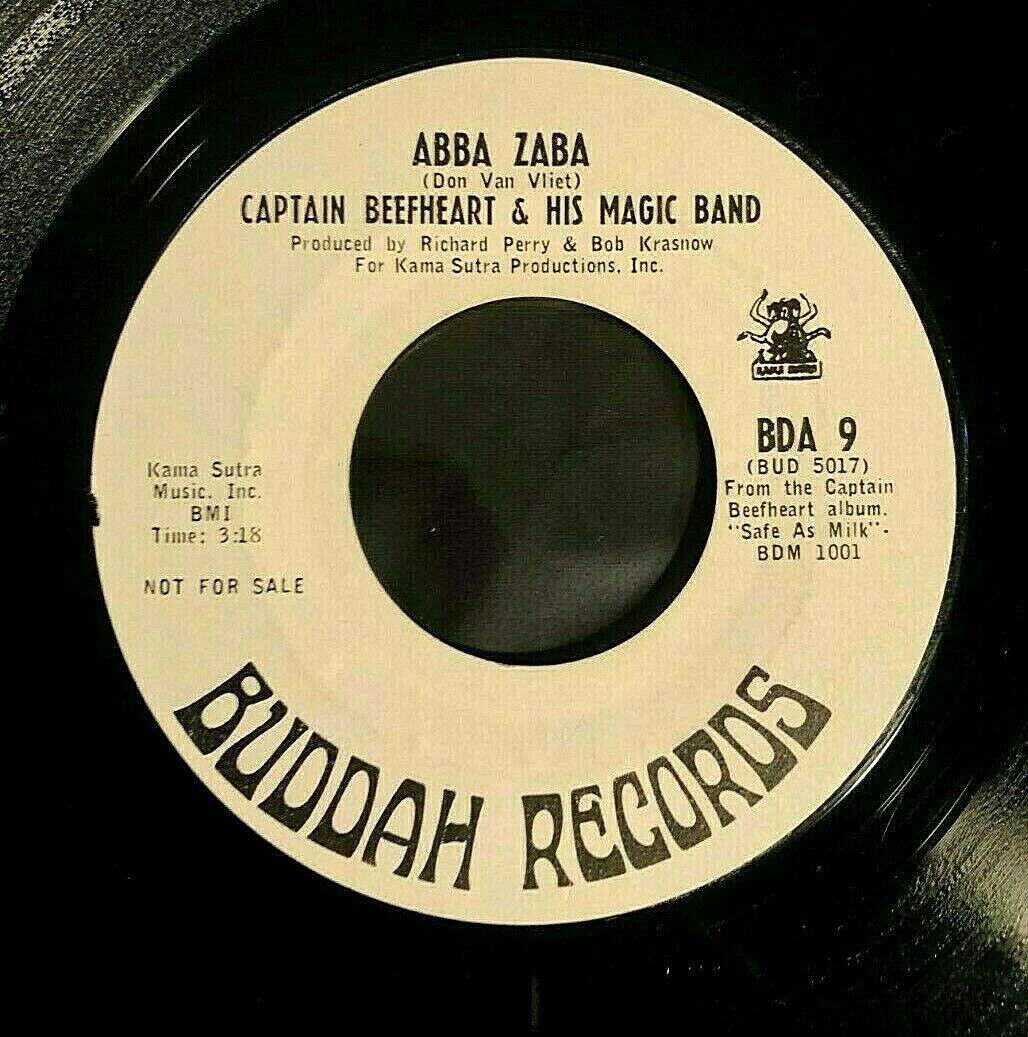 ABBA ZABA
(Don Van Vliet)
CAPTAIN BEEFHEART & HIS MAGIC BAND
Produced by Richard Perry & Bob Krasnow
For Kama Sutra Productions, Inc.
KAMA SUTRA
BDA 9
(BUD 5017)
From the Captain
Beefheart album.
"Safe As Milk"-
BDM 1001
Kama Sutra
Music. Inc.
BMI
Time: 3:18
NOT FOR SALE
BUDDAH RECORDS